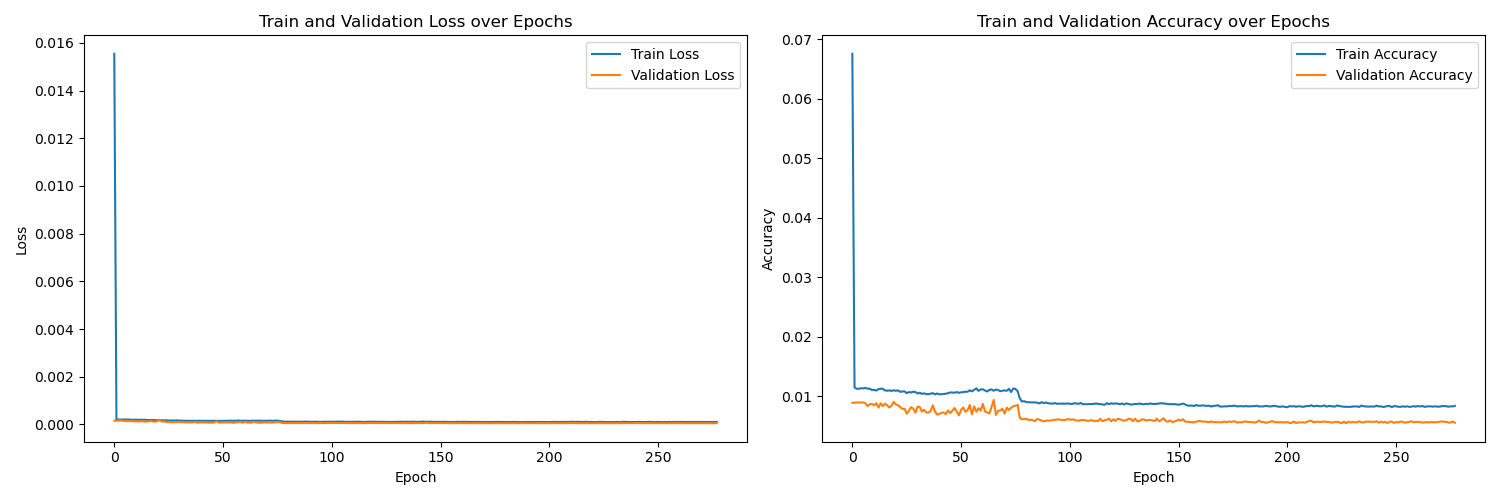 Train and Validation Loss over Epochs
0.016
0.014
0.012
0.010
0.008
0.006
0.004
0.002
0.000
Loss
Train Loss
Validation Loss
0 50 100 150 200 250
Epoch
Train and Validation Accuracy over Epochs
0.07
0.06
0.05
0.04
0.03
0.02
0.01
Accuracy
Train Accuracy
Validation Accuracy
0 50 100 150 200 250
Epoch